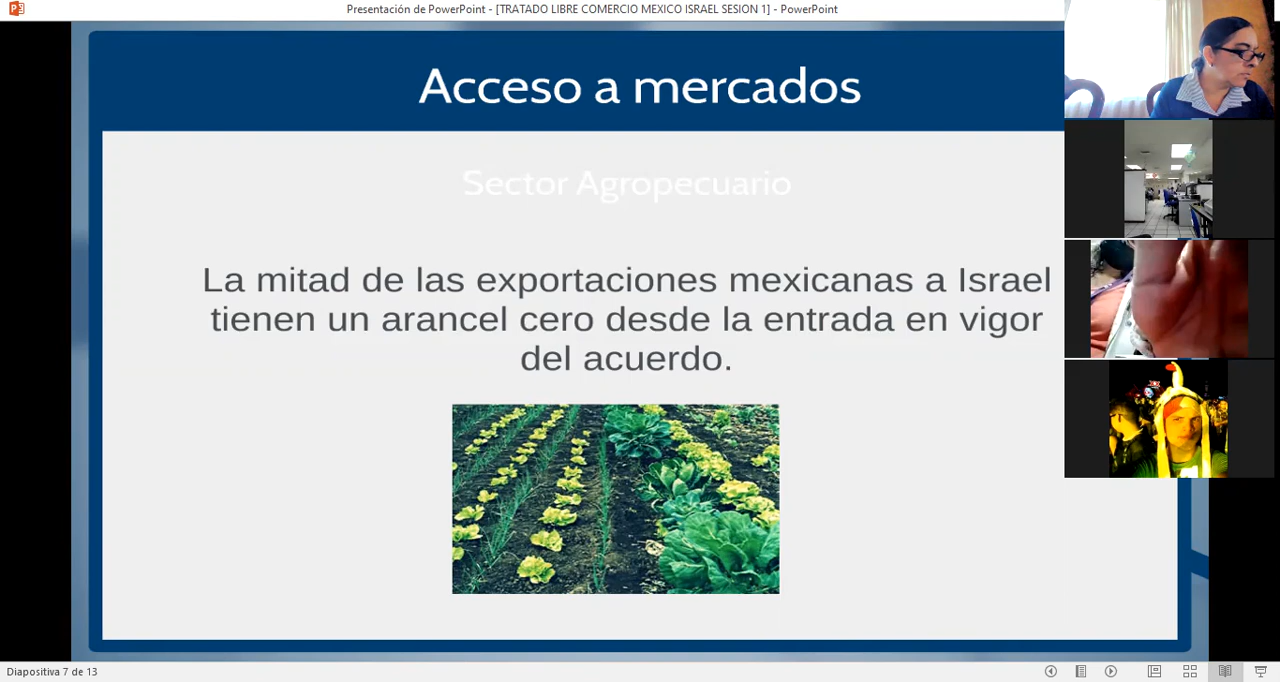 Presentación de PowerPoint - [TRATADO LIBRE COMERCIO MEXICO ISRAEL SESION 1] - PowerPoint
Acceso a mercados
Sector Agropecuario
La mitad de las exportaciones mexicanas a Israel
tienen un arancel cero desde la entrada en vigor
del acuerdo.
Diapositiva 7 de 13